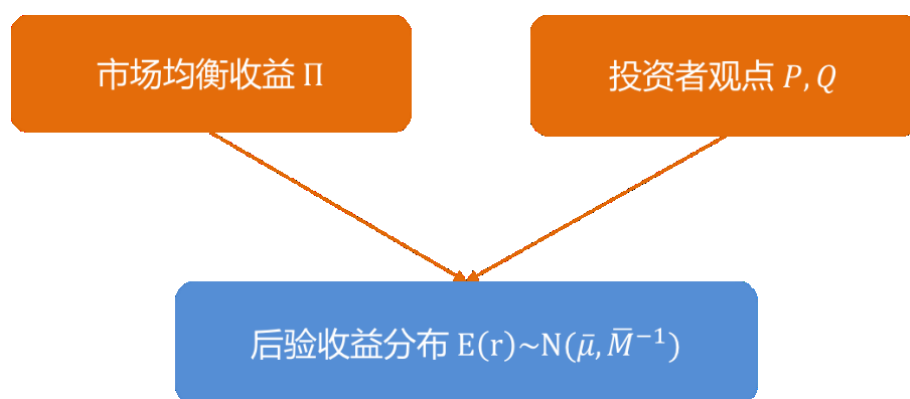 市场均衡收益 Π
投资者观点 P, Q
后验收益分布 E(r)~N(μ̄, M̄⁻¹)